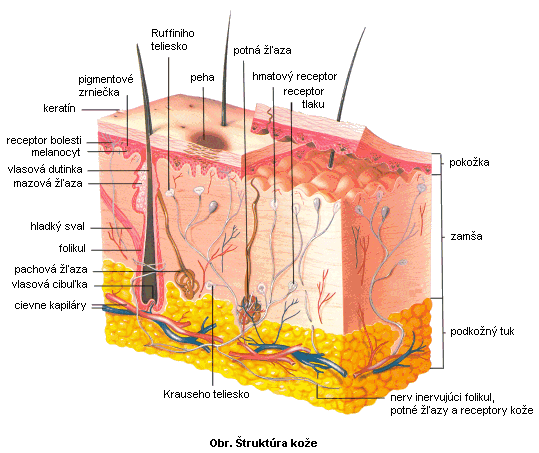 Ruffiniho
teliesko
potná žľaza
pigmentové
zrniečka
peha
hmatový receptor
receptor
tlaku
keratín
receptor bolesti
melanocyt
vlasová dutinka
mazová žľaza
pokožka
hladký sval
zamša
folikul
pachová žľaza
vlasová cibuľka
cievne kapiláry
podkožný tuk
Krauseho teliesko
nerv inervujúci folikul,
potné žľazy a receptory kože
Obr. Štruktúra kože